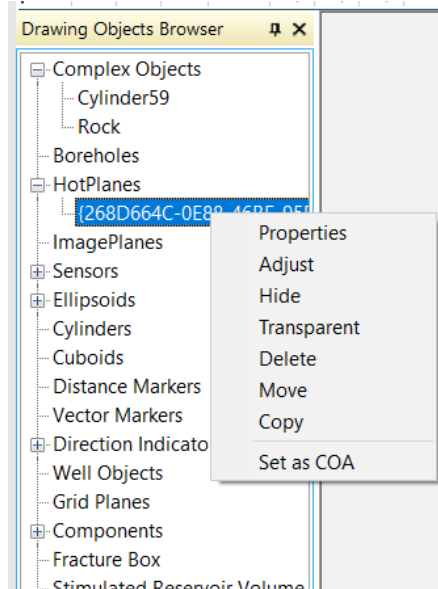 Drawing Objects Browser
Complex Objects
Cylinder59
Rock
Boreholes
HotPlanes
{268D664C-0E88-46BE-95
ImagePlanes
Sensors
Ellipsoids
Cylinders
Cuboids
Distance Markers
Vector Markers
Direction Indicato
Well Objects
Grid Planes
Components
Fracture Box
Stimulated Reservoir Volume
Properties
Adjust
Hide
Transparent
Delete
Move
Copy
Set as COA